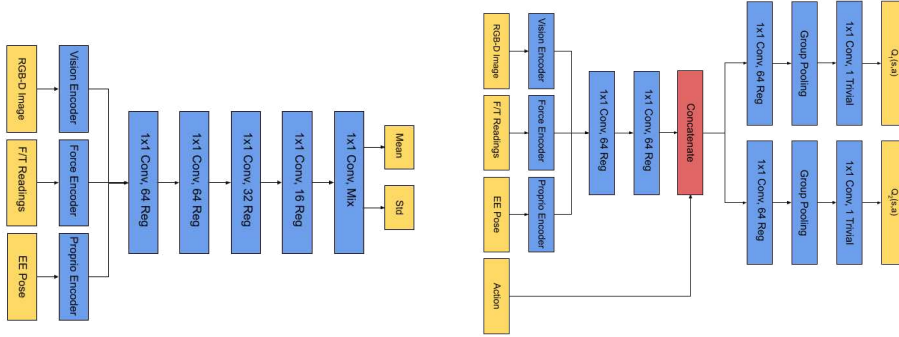 RGB-D Image
F/T Readings
EE Pose
Vision Encoder
Force Encoder
Proprio Encoder
1x1 Conv, 64 Reg
1x1 Conv, 64 Reg
1x1 Conv, 32 Reg
1x1 Conv, 16 Reg
1x1 Conv, Mix
Mean
Std
RGB-D Image
F/T Readings
EE Pose
Action
Vision Encoder
Force Encoder
Proprio Encoder
1x1 Conv, 64 Reg
1x1 Conv, 64 Reg
Concatenate
1x1 Conv, 64 Reg
Group Pooling
1x1 Conv, 1 Trivial
Q₁(s,a)
1x1 Conv, 64 Reg
Group Pooling
1x1 Conv, 1 Trivial
Q₂(s,a)